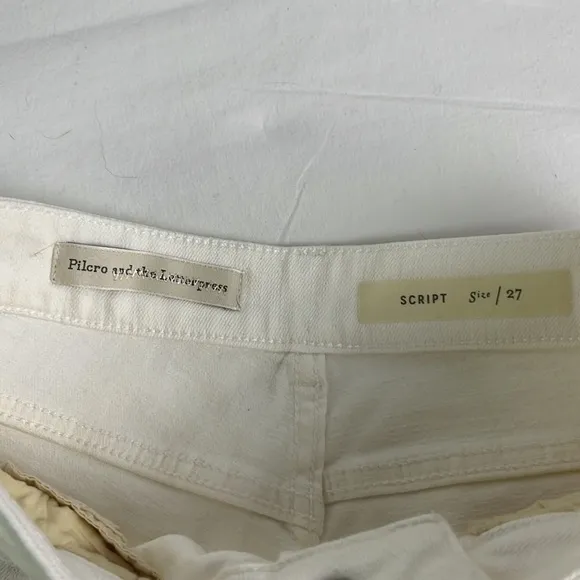 Pilcro and the Letterpress
SCRIPT Size / 27